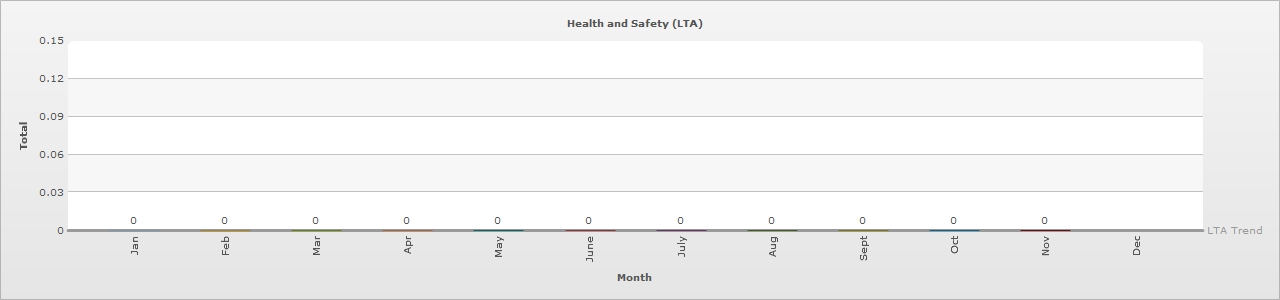 Health and Safety (LTA)
0.15
0.12
0.09
0.06
0.03
0
Total
0 0 0 0 0 0 0 0 0 0 0
LTA Trend
Jan Feb Mar Apr May June July Aug Sept Oct Nov Dec
Month